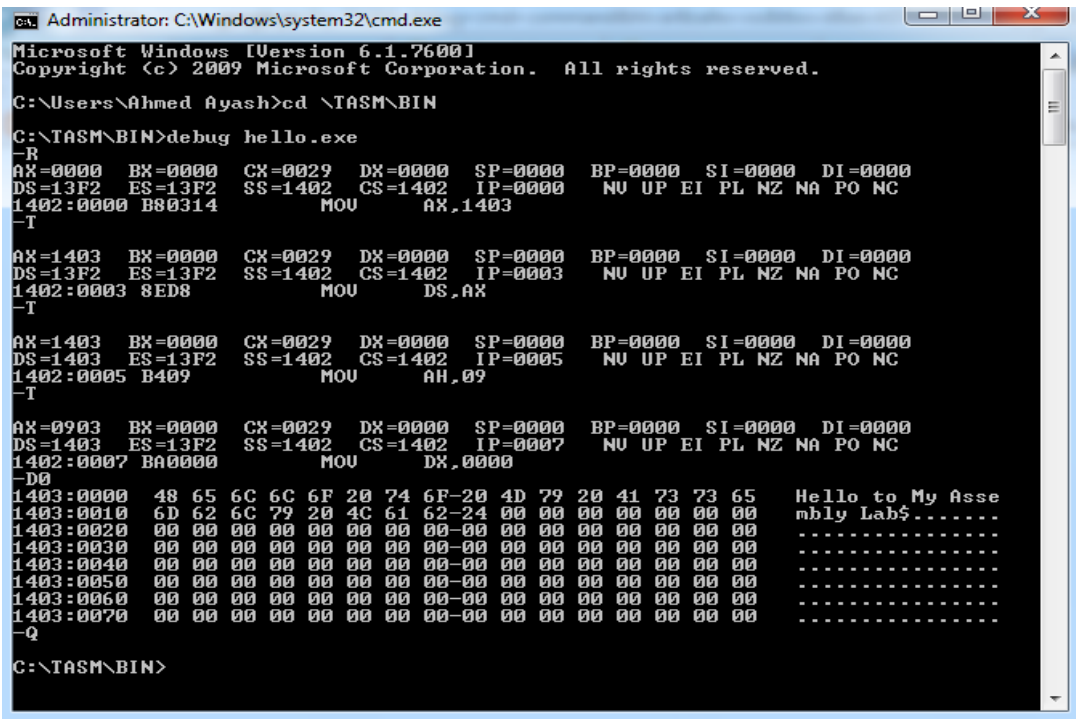 Administrator: C:\Windows\system32\cmd.exe
Microsoft Windows [Version 6.1.7600]
Copyright (c) 2009 Microsoft Corporation.  All rights reserved.

C:\Users\Ahmed Ayash>cd \TASM\BIN

C:\TASM\BIN>debug hello.exe
-R
AX=0000  BX=0000  CX=0029  DX=0000  SP=0000  BP=0000  SI=0000  DI=0000
DS=13F2  ES=13F2  SS=1402  CS=1402  IP=0000   NV UP EI PL NZ NA PO NC
1402:0000 B80314        MOV     AX,1403
-T

AX=1403  BX=0000  CX=0029  DX=0000  SP=0000  BP=0000  SI=0000  DI=0000
DS=13F2  ES=13F2  SS=1402  CS=1402  IP=0003   NV UP EI PL NZ NA PO NC
1402:0003 8ED8          MOV     DS,AX
-T

AX=1403  BX=0000  CX=0029  DX=0000  SP=0000  BP=0000  SI=0000  DI=0000
DS=1403  ES=13F2  SS=1402  CS=1402  IP=0005   NV UP EI PL NZ NA PO NC
1402:0005 B409          MOV     AH,09
-T

AX=0903  BX=0000  CX=0029  DX=0000  SP=0000  BP=0000  SI=0000  DI=0000
DS=1403  ES=13F2  SS=1402  CS=1402  IP=0007   NV UP EI PL NZ NA PO NC
1402:0007 BA0000        MOV     DX,0000
-D0
1403:0000  48 65 6C 6C 6F 20 74 6F-20 4D 79 20 41 73 73 65   Hello to My Asse
1403:0010  6D 62 6C 79 20 4C 61 62-24 00 00 00 00 00 00 00   mbly Lab$.......
1403:0020  00 00 00 00 00 00 00 00-00 00 00 00 00 00 00 00   ................
1403:0030  00 00 00 00 00 00 00 00-00 00 00 00 00 00 00 00   ................
1403:0040  00 00 00 00 00 00 00 00-00 00 00 00 00 00 00 00   ................
1403:0050  00 00 00 00 00 00 00 00-00 00 00 00 00 00 00 00   ................
1403:0060  00 00 00 00 00 00 00 00-00 00 00 00 00 00 00 00   ................
1403:0070  00 00 00 00 00 00 00 00-00 00 00 00 00 00 00 00   ................
-Q

C:\TASM\BIN>